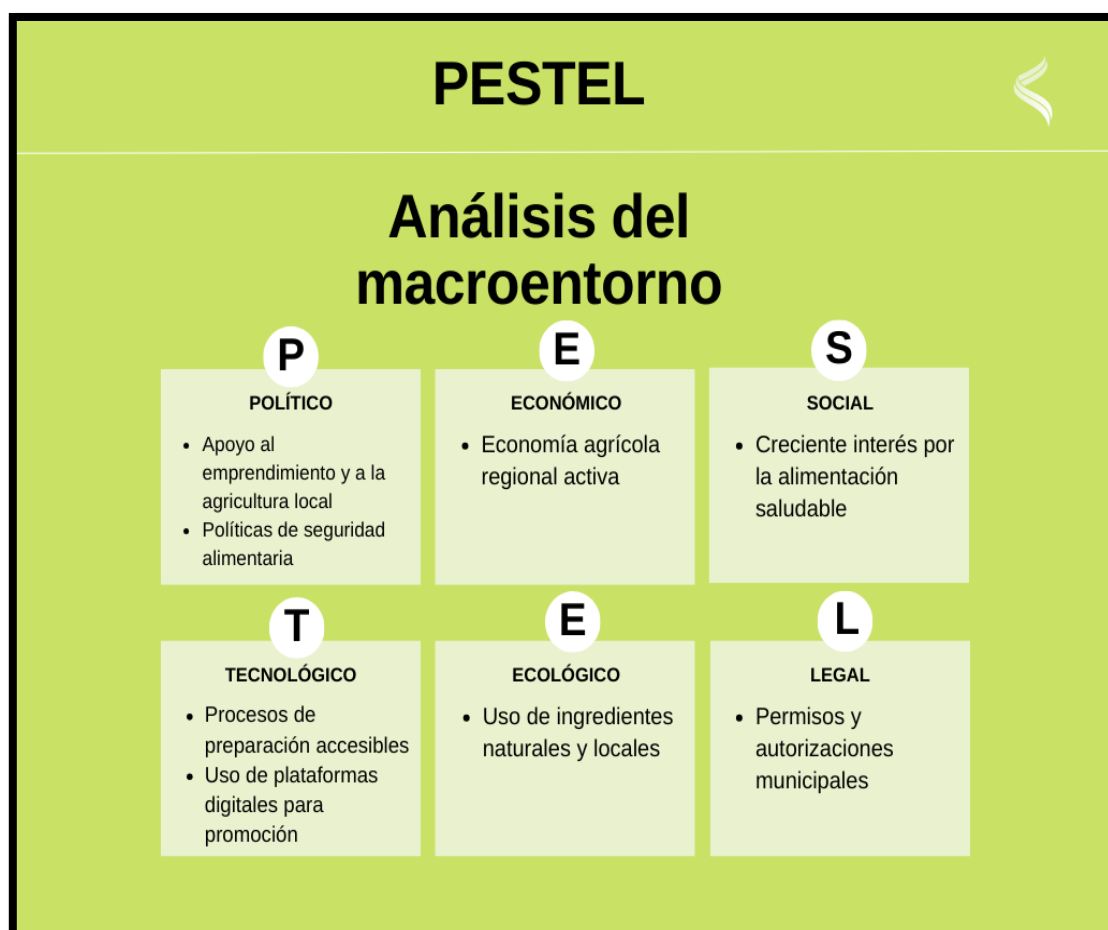 PESTEL
Análisis del
macroentorno
P
POLÍTICO
• Apoyo al
emprendimiento y a la
agricultura local
• Políticas de seguridad
alimentaria
E
ECONÓMICO
• Economía agrícola
regional activa
S
SOCIAL
• Creciente interés por
la alimentación
saludable
T
TECNOLÓGICO
• Procesos de
preparación accesibles
• Uso de plataformas
digitales para
promoción
E
ECOLÓGICO
• Uso de ingredientes
naturales y locales
L
LEGAL
• Permisos y
autorizaciones
municipales